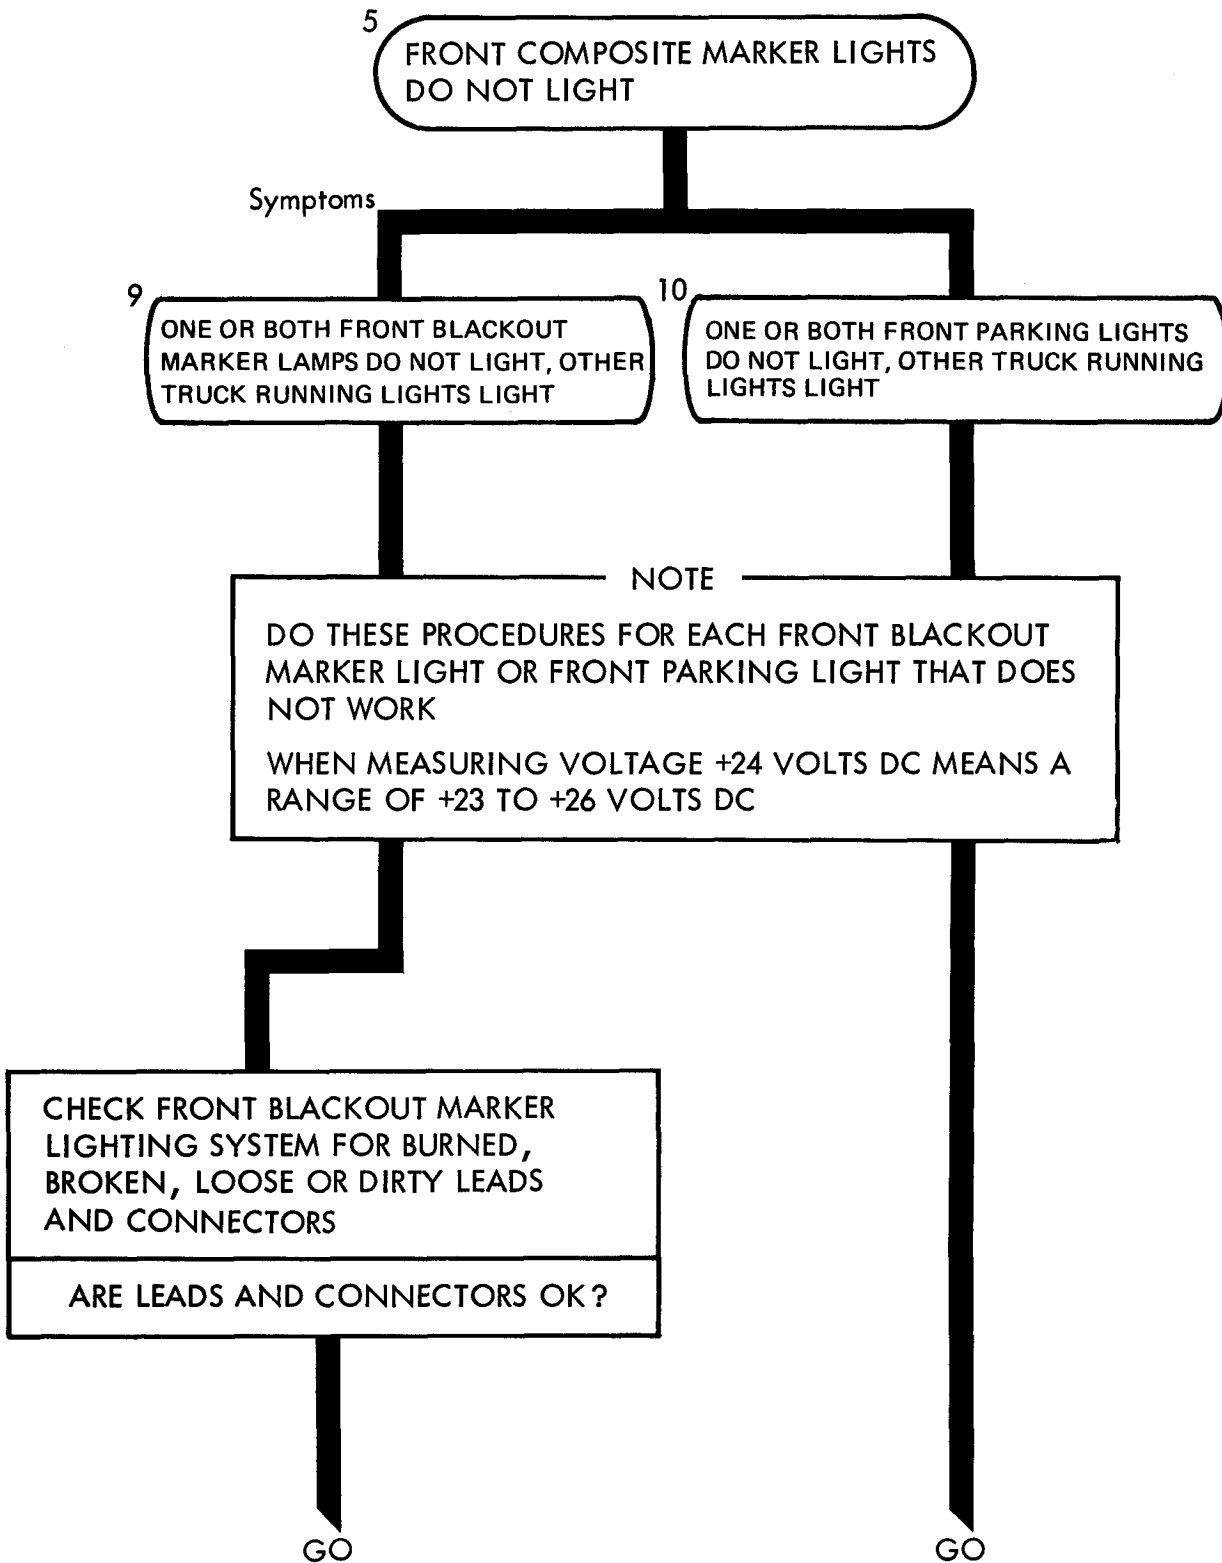 5
FRONT COMPOSITE MARKER LIGHTS
DO NOT LIGHT
Symptoms
9
ONE OR BOTH FRONT BLACKOUT
MARKER LAMPS DO NOT LIGHT, OTHER
TRUCK RUNNING LIGHTS LIGHT
10
ONE OR BOTH FRONT PARKING LIGHTS
DO NOT LIGHT, OTHER TRUCK RUNNING
LIGHTS LIGHT
NOTE
DO THESE PROCEDURES FOR EACH FRONT BLACKOUT
MARKER LIGHT OR FRONT PARKING LIGHT THAT DOES
NOT WORK
WHEN MEASURING VOLTAGE +24 VOLTS DC MEANS A
RANGE OF +23 TO +26 VOLTS DC
CHECK FRONT BLACKOUT MARKER
LIGHTING SYSTEM FOR BURNED,
BROKEN, LOOSE OR DIRTY LEADS
AND CONNECTORS
ARE LEADS AND CONNECTORS OK?
GO
GO